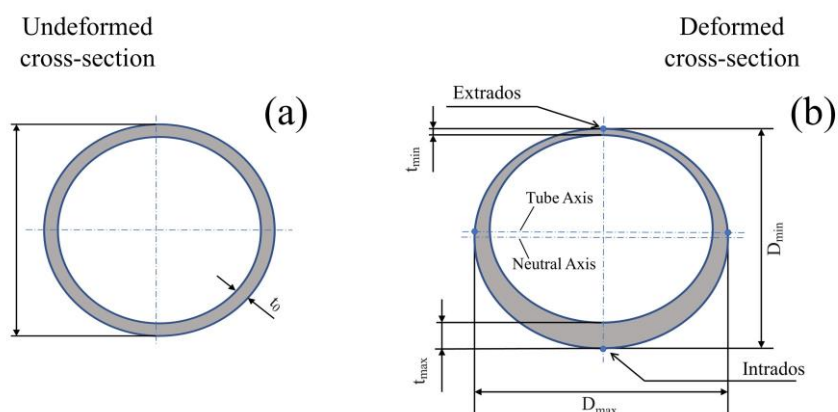 Undeformed
cross-section
(a)
t0
Deformed
cross-section
(b)
Extrados
tmin
Tube Axis
Neutral Axis
Dmin
tmax
Intrados
Dmax